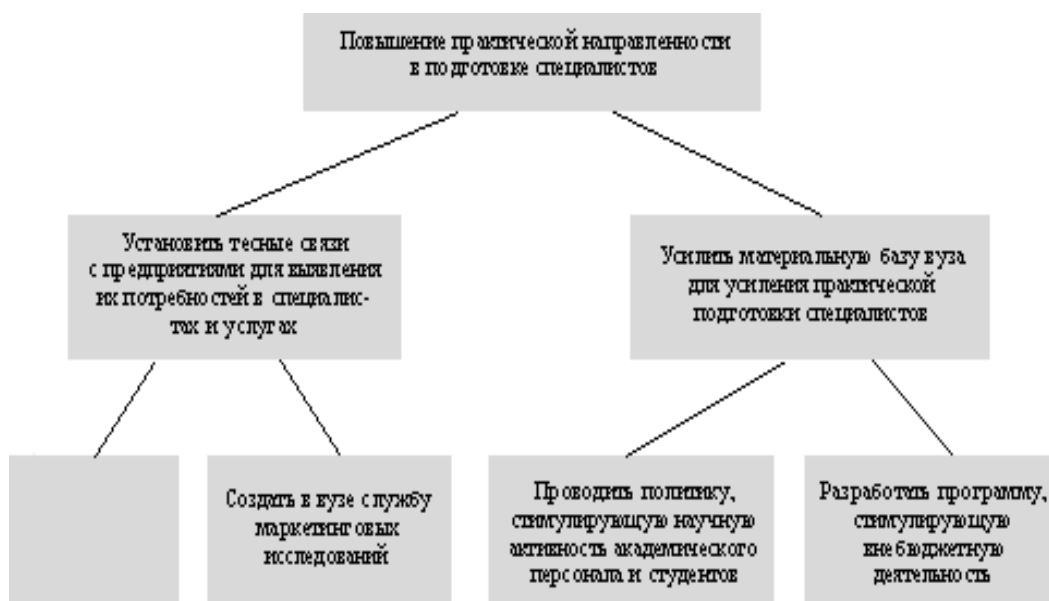 Повышение практической направленности
в подготовке специалистов
Установить тесные связи
с предприятиями для выявления
их потребностей в специалис-
тах и услугах
Усилить материальную базу вуза
для усиления практической
подготовки специалистов
Создать в вузе службу
маркетинговых
исследований
Проводить политику,
стимулирующую научную
активность академического
персонала и студентов
Разработать программу,
стимулирующую
внебюджетную
деятельность